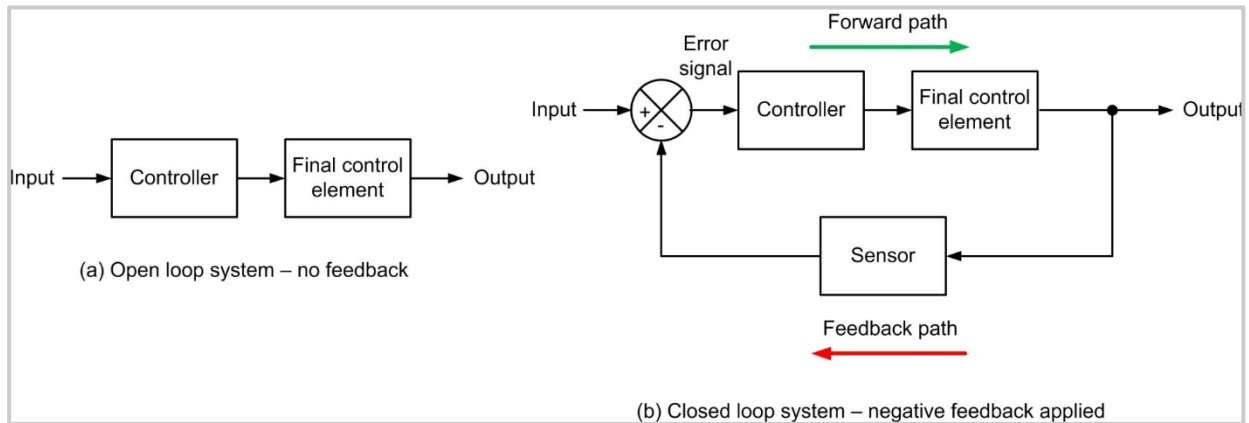 Input
Controller
Final control
element
Output
(a) Open loop system – no feedback
Forward path
Error
signal
Input
+
-
Controller
Final control
element
Output
Sensor
Feedback path
(b) Closed loop system – negative feedback applied